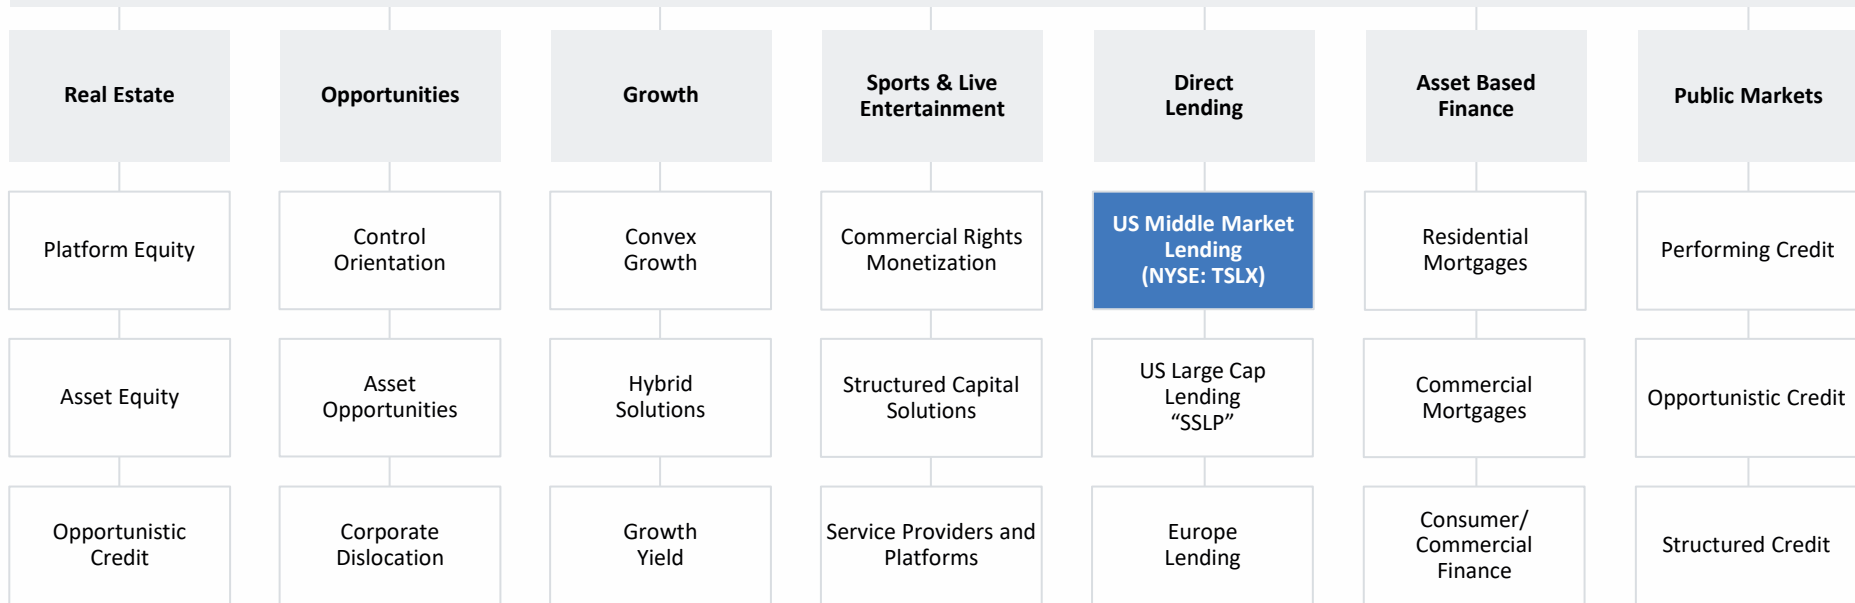 Real Estate
Opportunities
Growth
Sports & Live
Entertainment
Direct
Lending
Asset Based
Finance
Public Markets
Platform Equity
Control
Orientation
Convex
Growth
Commercial Rights
Monetization
US Middle Market
Lending
(NYSE: TSLX)
Residential
Mortgages
Performing Credit
Asset Equity
Asset
Opportunities
Hybrid
Solutions
Structured Capital
Solutions
US Large Cap
Lending
“SSLP”
Commercial
Mortgages
Opportunistic Credit
Opportunistic
Credit
Corporate
Dislocation
Growth
Yield
Service Providers and
Platforms
Europe
Lending
Consumer/
Commercial
Finance
Structured Credit